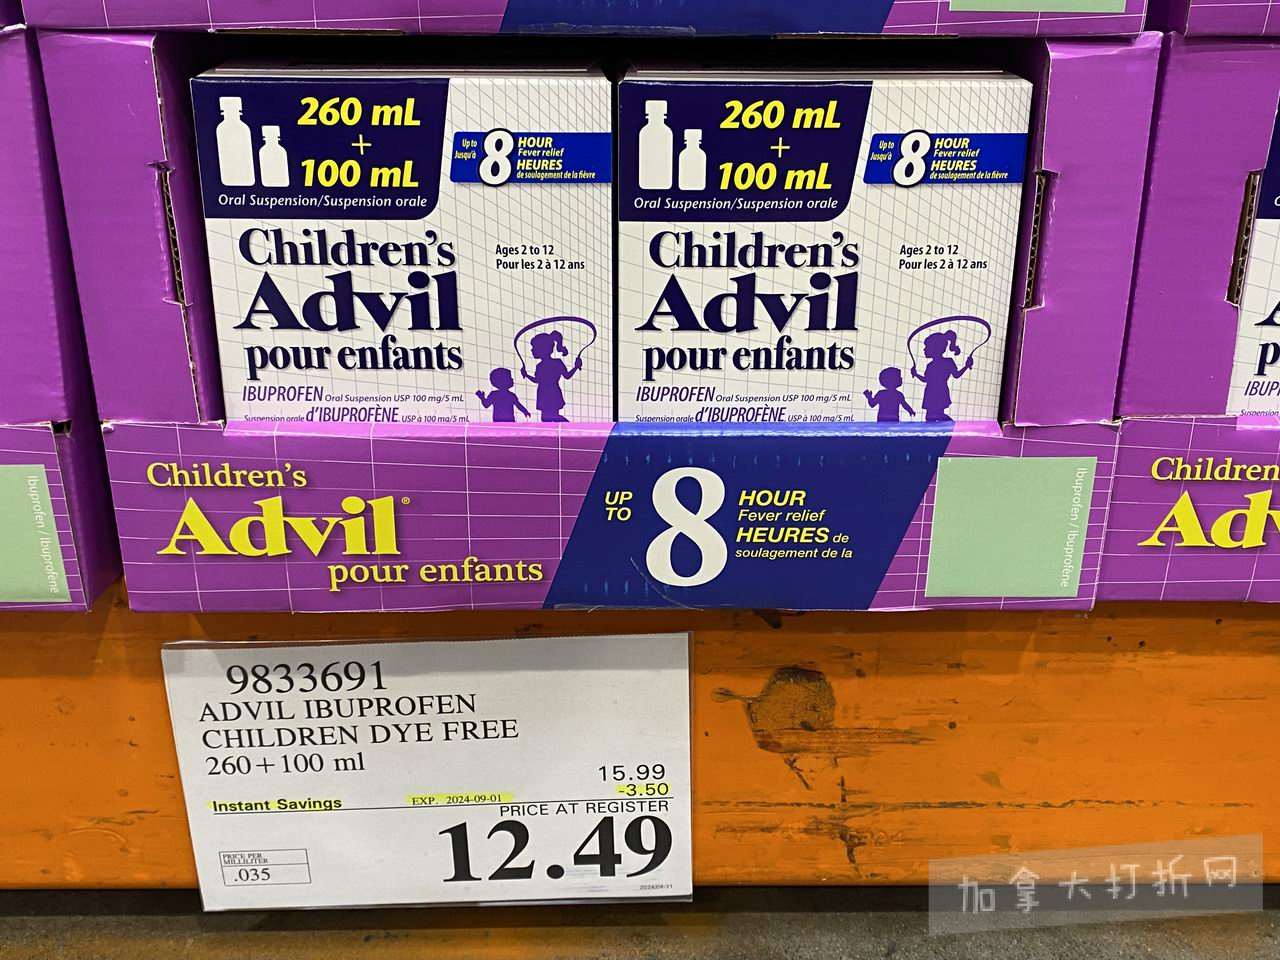 260 mL
+
100 mL
Oral Suspension/Suspension orale
Up to
Jusqu'à
8
HOUR
Fever relief
HEURES
de soulagement de la fièvre
Children's
Advil
pour enfants
Ages 2 to 12
Pour les 2 à 12 ans
IBUPROFEN Oral Suspension USP 100 mg/5 mL
Suspension orale d'IBUPROFÈNE USP à 100 mg/5 mL
260 mL
+
100 mL
Oral Suspension/Suspension orale
Up to
Jusqu'à
8
HOUR
Fever relief
HEURES
de soulagement de la fièvre
Children's
Advil
pour enfants
Ages 2 to 12
Pour les 2 à 12 ans
IBUPROFEN Oral Suspension USP 100 mg/5 mL
Suspension orale d'IBUPROFÈNE USP à 100 mg/5 mL
Ibuprofen / Ibuprofène
Children's
Advil®
pour enfants
UP
TO
8
HOUR
Fever relief
HEURES de
soulagement de la
Ibuprofen / Ibuprofène
Children
Adv
9833691
ADVIL IBUPROFEN
CHILDREN DYE FREE
260+100 ml
15.99
-3.50
Instant Savings
EXP. 2024-09-01
PRICE AT REGISTER
12.49
PRICE PER
MILLILITER
.035
加拿大打折网